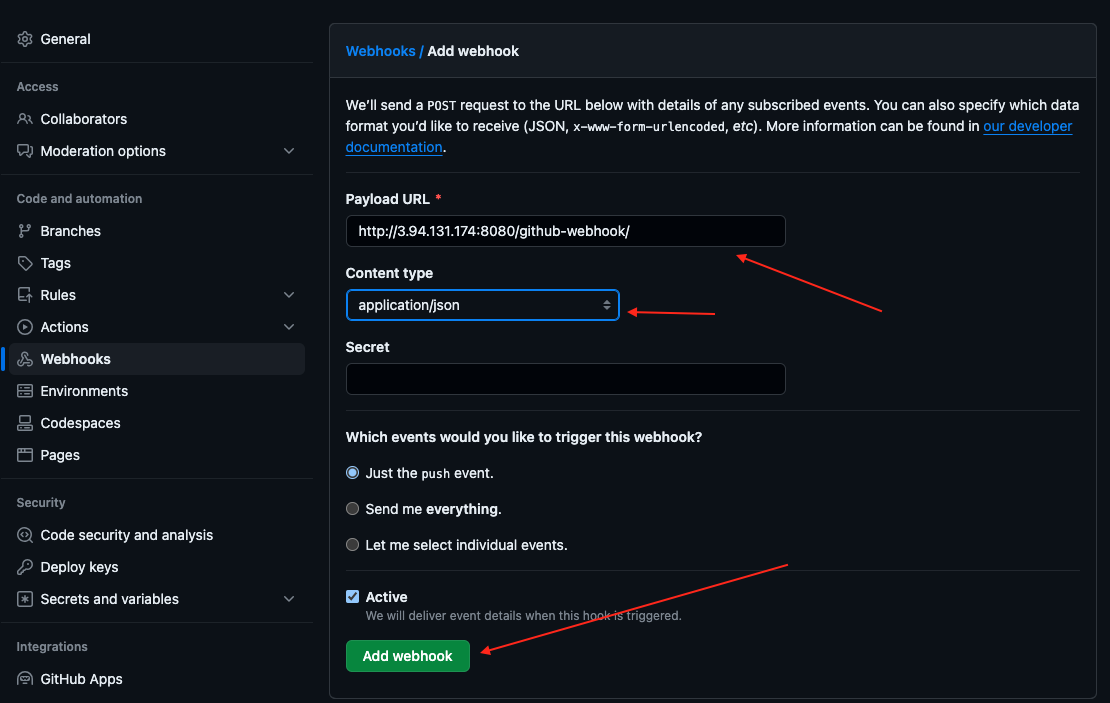 General
Access
Collaborators
Moderation options
Code and automation
Branches
Tags
Rules
Actions
Webhooks
Environments
Codespaces
Pages
Security
Code security and analysis
Deploy keys
Secrets and variables
Integrations
GitHub Apps
Webhooks / Add webhook
We’ll send a POST request to the URL below with details of any subscribed events. You can also specify which data
format you’d like to receive (JSON, x-www-form-urlencoded, etc). More information can be found in our developer
documentation.
Payload URL *
http://3.94.131.174:8080/github-webhook/
Content type
application/json
Secret
Which events would you like to trigger this webhook?
Just the push event.
Send me everything.
Let me select individual events.
Active
We will deliver event details when this hook is triggered.
Add webhook